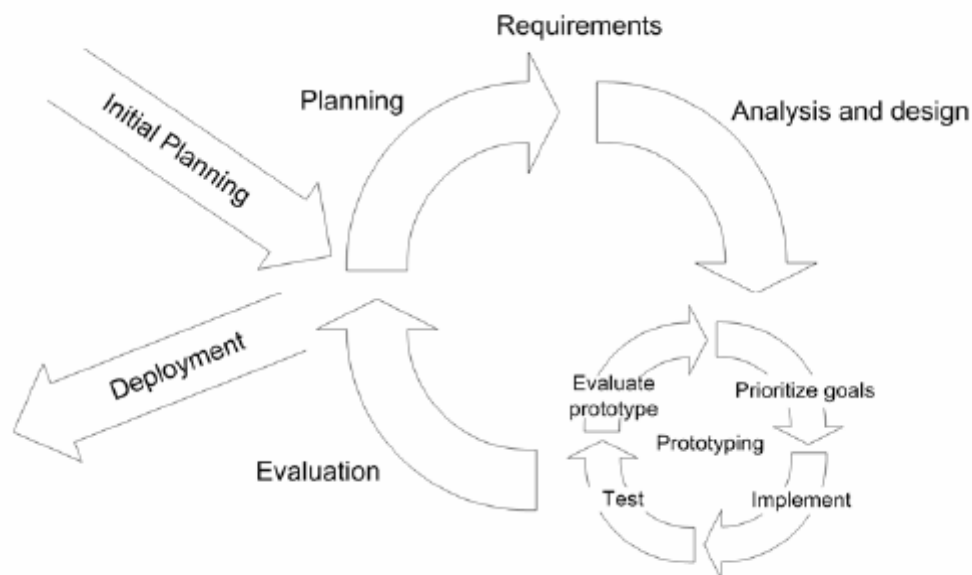 Requirements
Planning
Analysis and design
Initial Planning
Deployment
Evaluation
Evaluate
prototype
Prioritize goals
Prototyping
Test
Implement